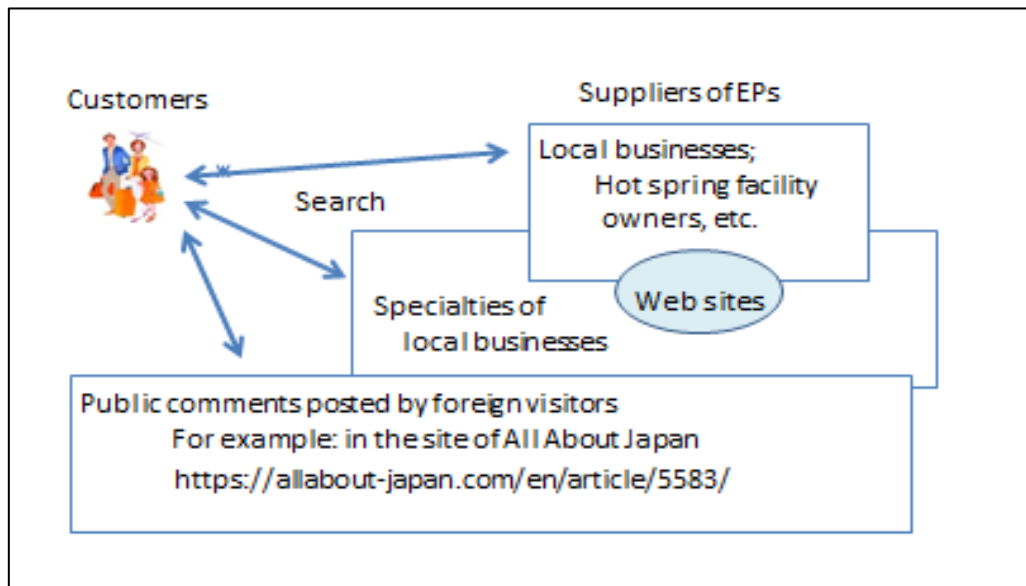 Customers
Suppliers of EPs
Local businesses;
Hot spring facility
owners, etc.
Search
Web sites
Specialties of
local businesses
Public comments posted by foreign visitors
For example: in the site of All About Japan
https://allabout-japan.com/en/article/5583/